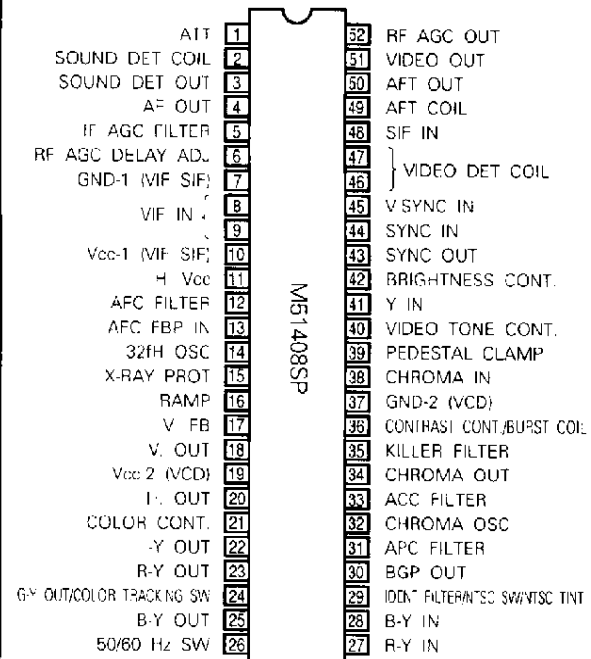 ATT 1
SOUND DET COIL 2
SOUND DET OUT 3
AF OUT 4
IF AGC FILTER 5
RF AGC DELAY ADJ. 6
GND-1 (VIF SIF) 7
VIF IN 8
9
Vcc-1 (VIF SIF) 10
H Vcc 11
AFC FILTER 12
AFC FBP IN 13
32fH OSC 14
X-RAY PROT 15
RAMP 16
V FB 17
V. OUT 18
Vcc 2 (VCD) 19
OUT 20
COLOR CONT. 21
-Y OUT 22
R-Y OUT 23
G-Y OUT/COLOR TRACKING SW 24
B-Y OUT 25
50/60 Hz SW 26
M51408SP
52 RF AGC OUT
51 VIDEO OUT
50 AFT OUT
49 AFT COIL
48 SIF IN
47
46 VIDEO DET COIL
45 V SYNC IN
44 SYNC IN
43 SYNC OUT
42 BRIGHTNESS CONT.
41 Y IN
40 VIDEO TONE CONT.
39 PEDESTAL CLAMP
38 CHROMA IN
37 GND-2 (VCD)
36 CONTRAST CONT./BURST COIL
35 KILLER FILTER
34 CHROMA OUT
33 ACC FILTER
32 CHROMA OSC
31 APC FILTER
30 BGP OUT
29 IDENT FILTER/NTSC SW/NTSC TINT
28 B-Y IN
27 R-Y IN